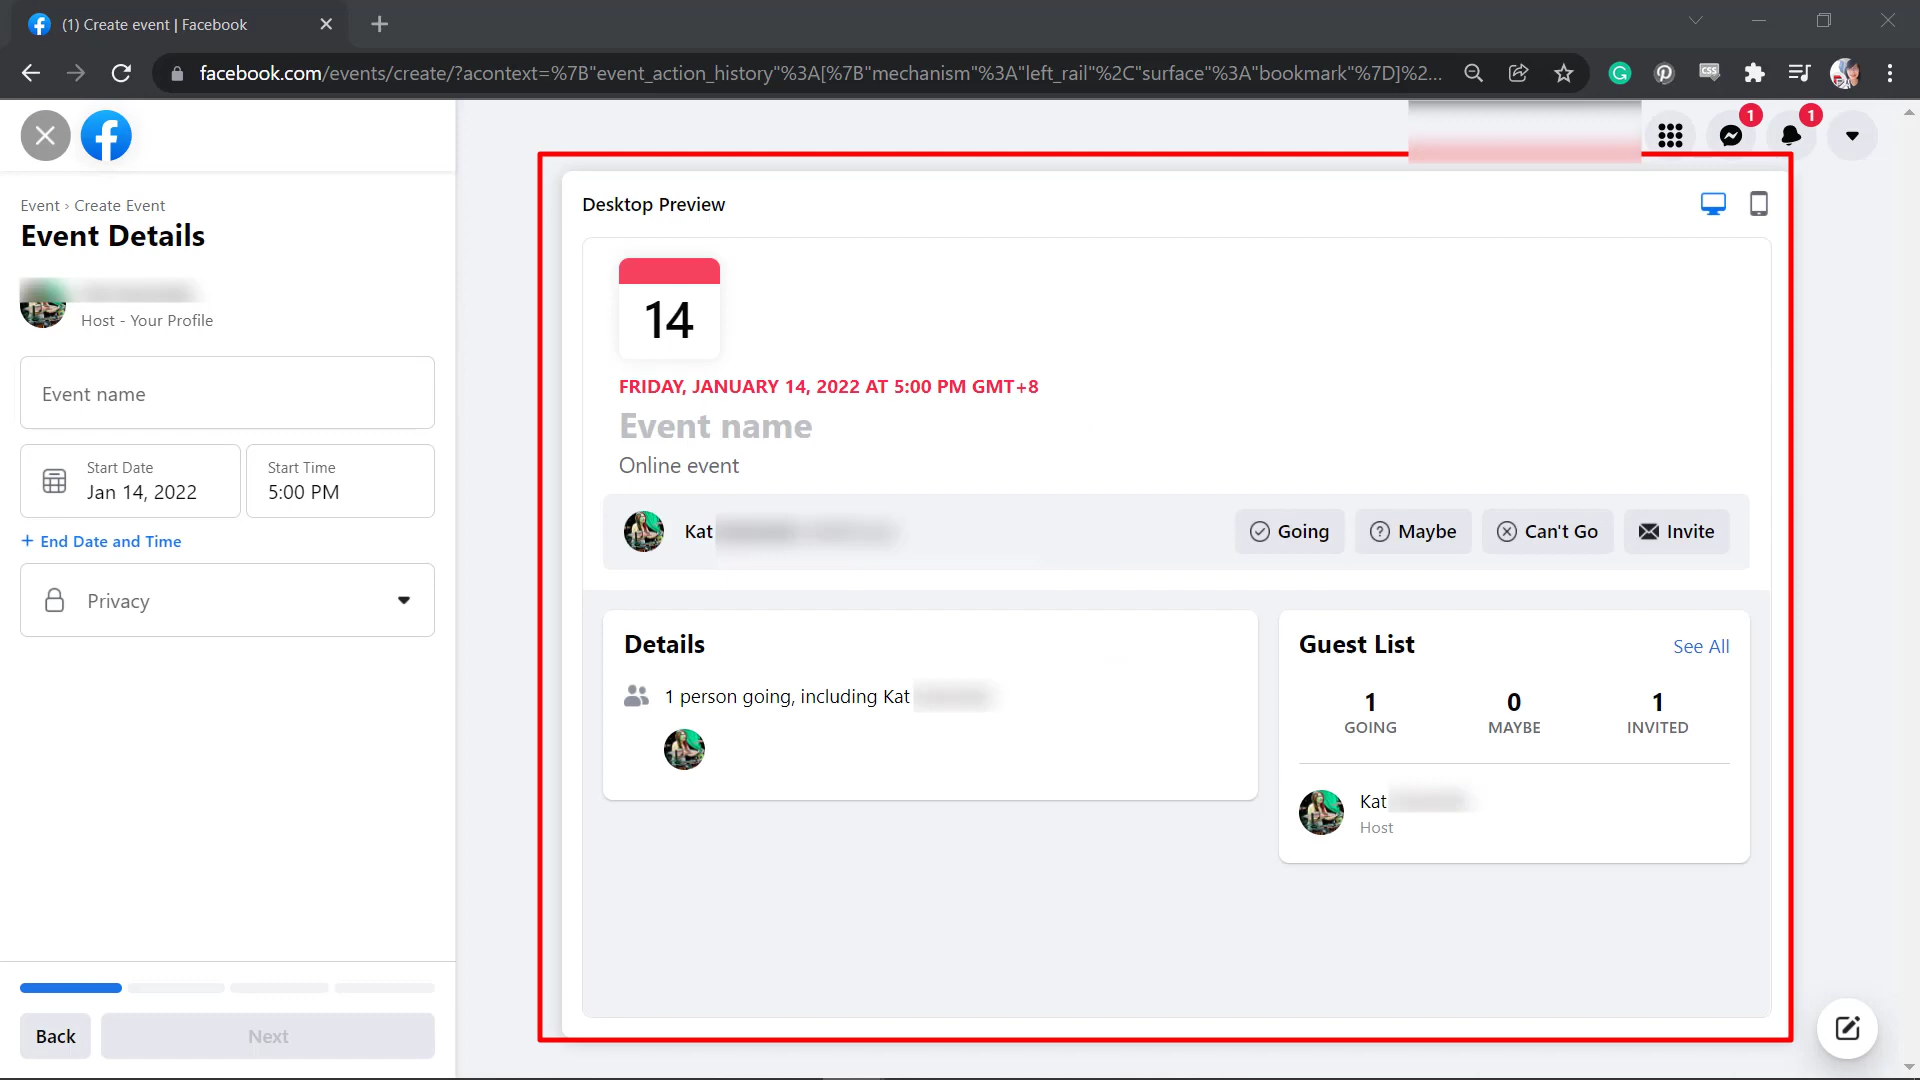 (1) Create event | Facebook
facebook.com/events/create/?acontext=%7B"event_action_history"%3A[%7B"mechanism"%3A"left_rail"%2C"surface"%3A"bookmark"%7D]%2...
CSS
1
1
Event › Create Event
Event Details
Host - Your Profile
Event name
Start Date
Jan 14, 2022
Start Time
5:00 PM
+ End Date and Time
Privacy
Back
Next
Desktop Preview
14
FRIDAY, JANUARY 14, 2022 AT 5:00 PM GMT+8
Event name
Online event
Kat
Going
Maybe
Can't Go
Invite
Details
1 person going, including Kat
Guest List
See All
1
GOING
0
MAYBE
1
INVITED
Kat
Host